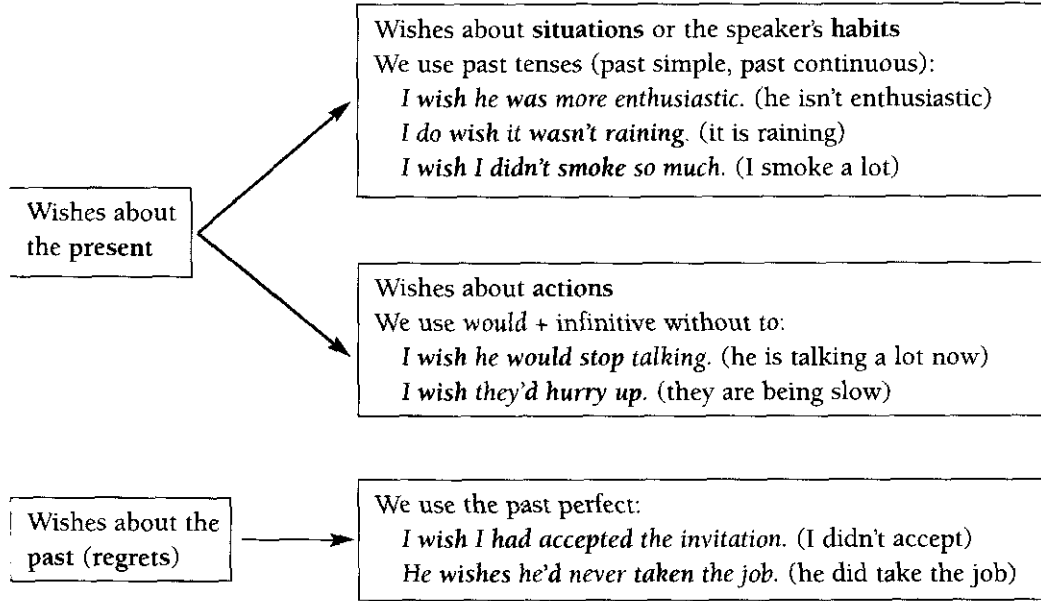 Wishes about situations or the speaker's habits
We use past tenses (past simple, past continuous):
I wish he was more enthusiastic. (he isn't enthusiastic)
I do wish it wasn't raining. (it is raining)
I wish I didn't smoke so much. (I smoke a lot)
Wishes about
the present
Wishes about actions
We use would + infinitive without to:
I wish he would stop talking. (he is talking a lot now)
I wish they'd hurry up. (they are being slow)
Wishes about the
past (regrets)
We use the past perfect:
I wish I had accepted the invitation. (I didn't accept)
He wishes he'd never taken the job. (he did take the job)